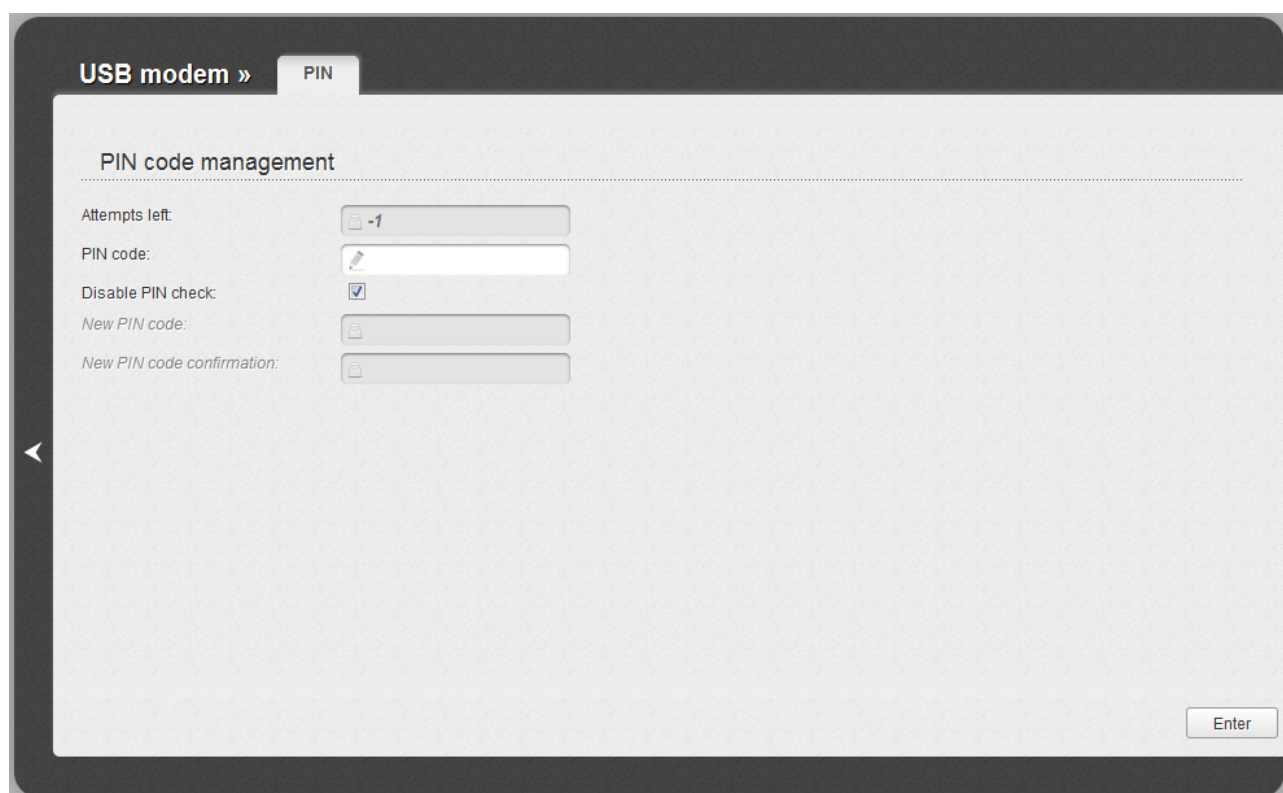 USB modem » PIN
PIN code management
Attempts left: -1
PIN code:
Disable PIN check:
New PIN code:
New PIN code confirmation:
Enter